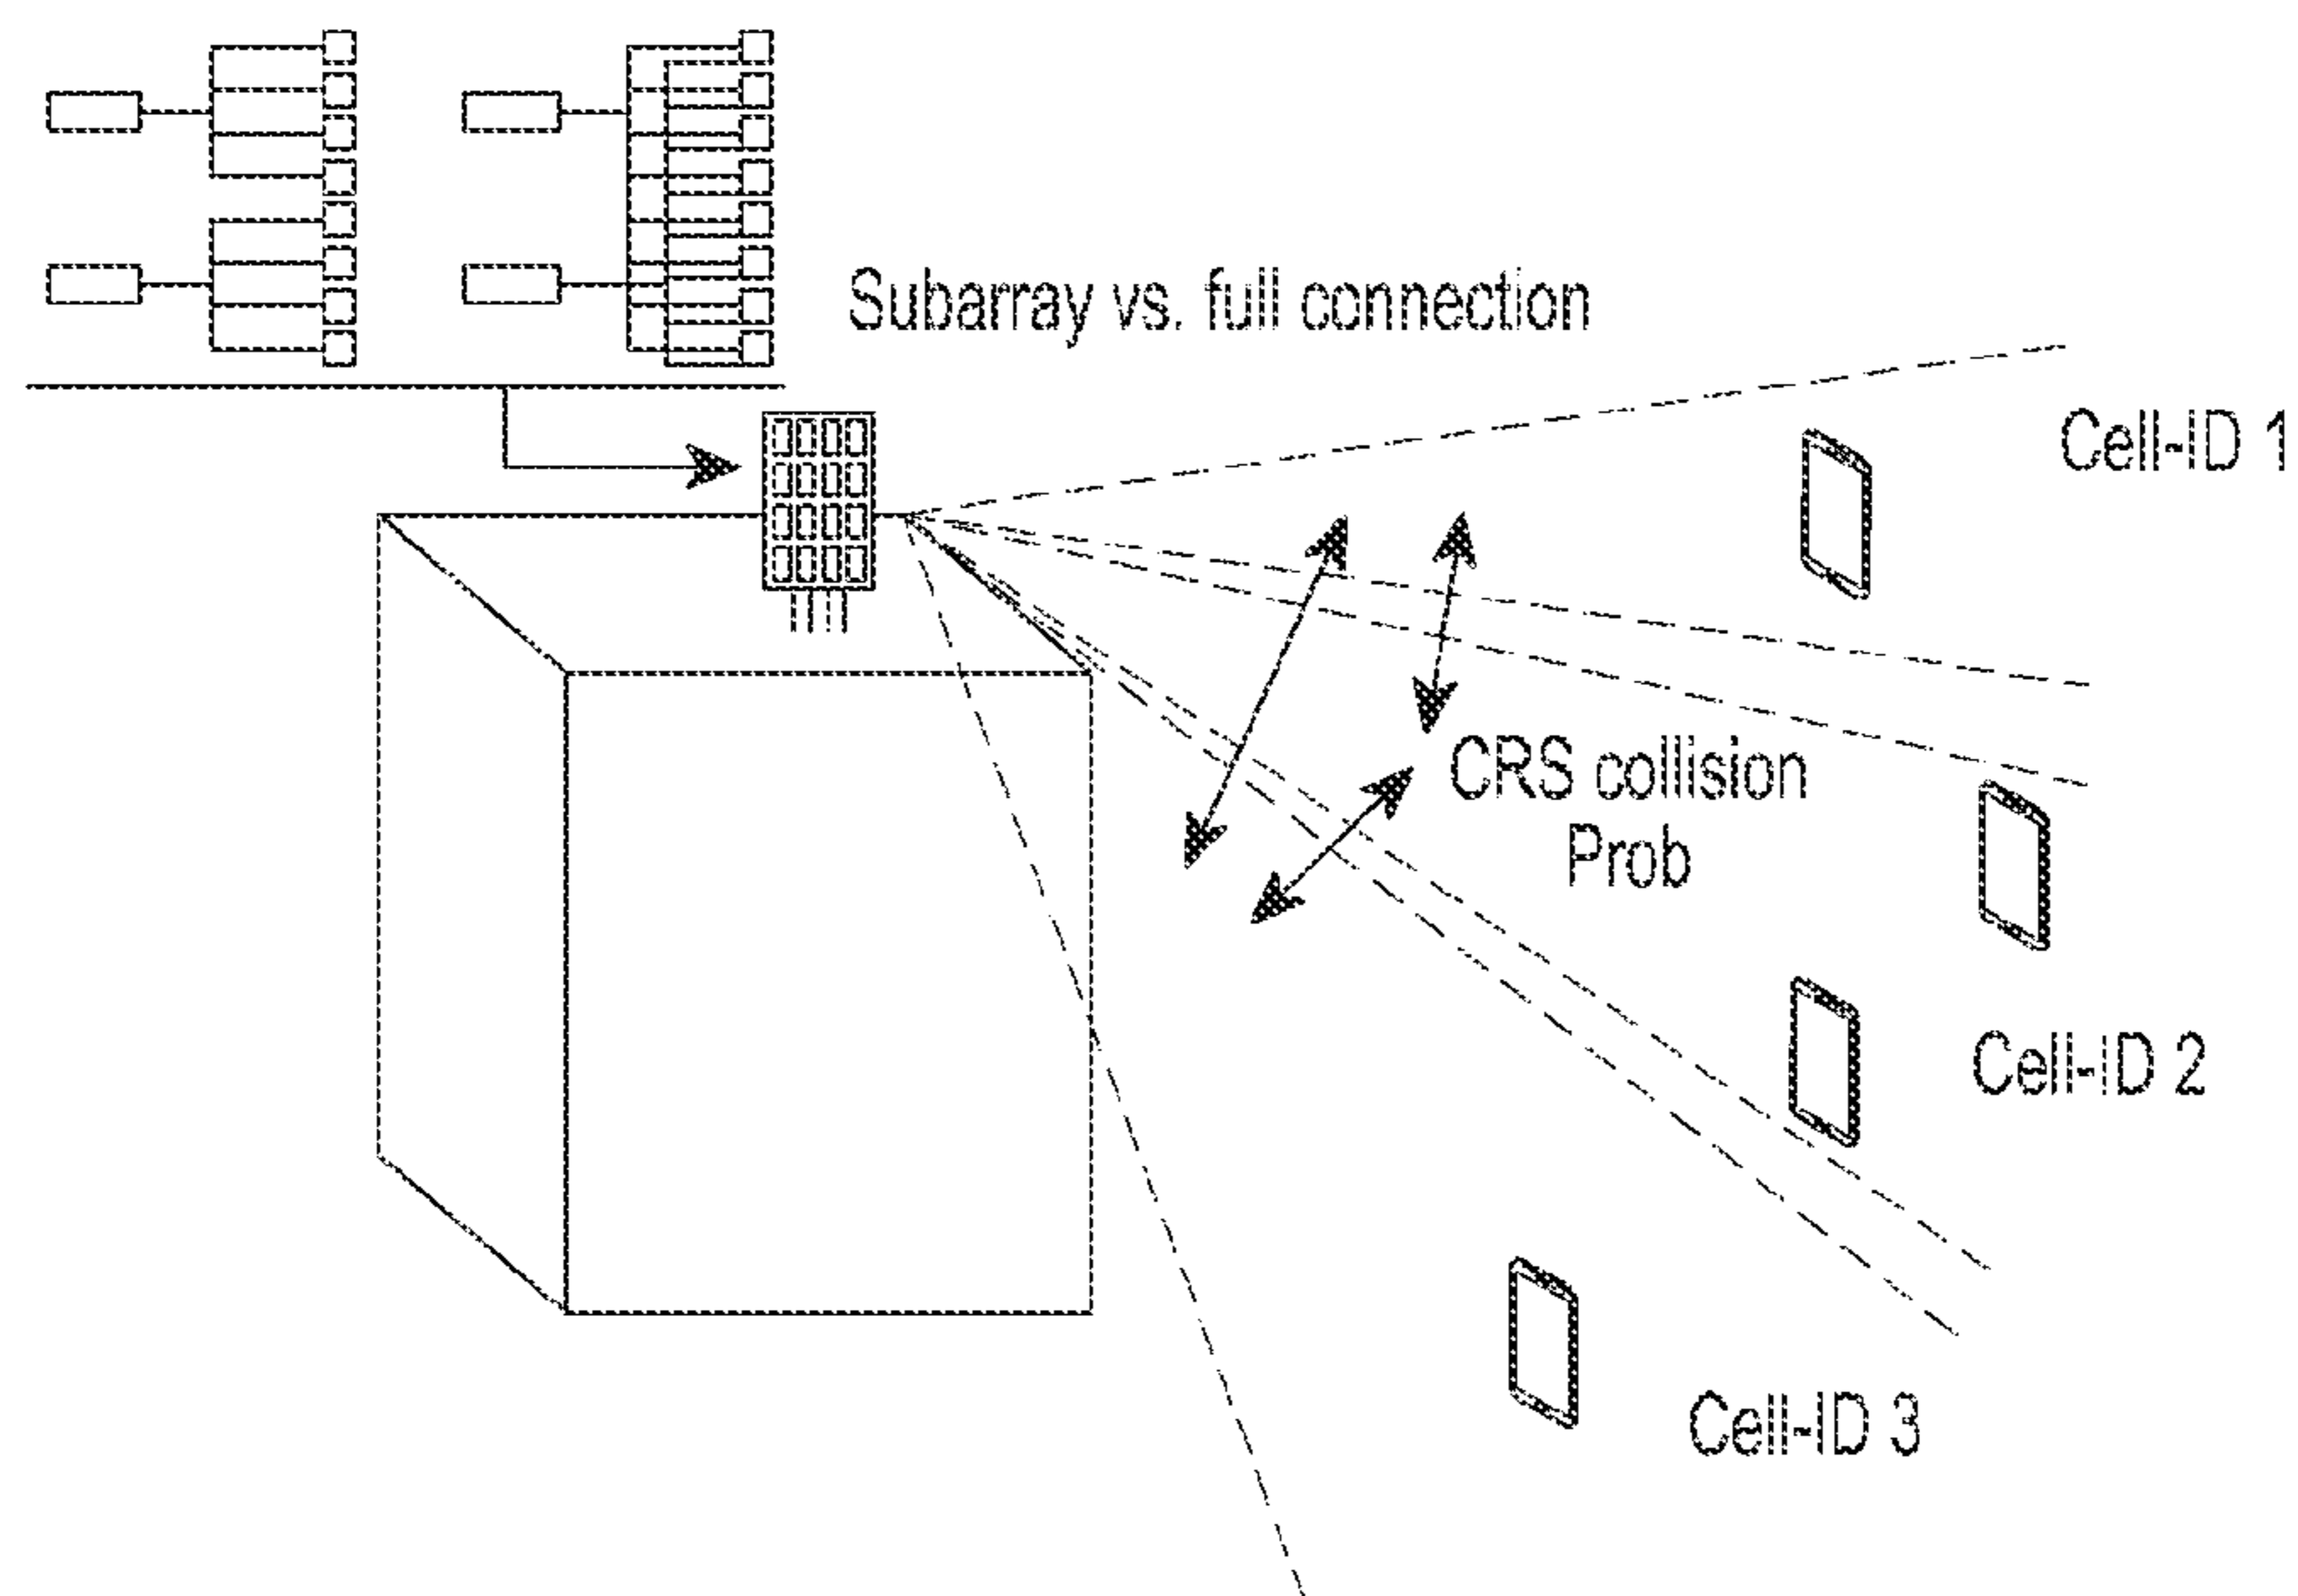 Subarray vs. full connection
Cell-ID 1
CRS collision
Prob
Cell-ID 2
Cell-ID 3